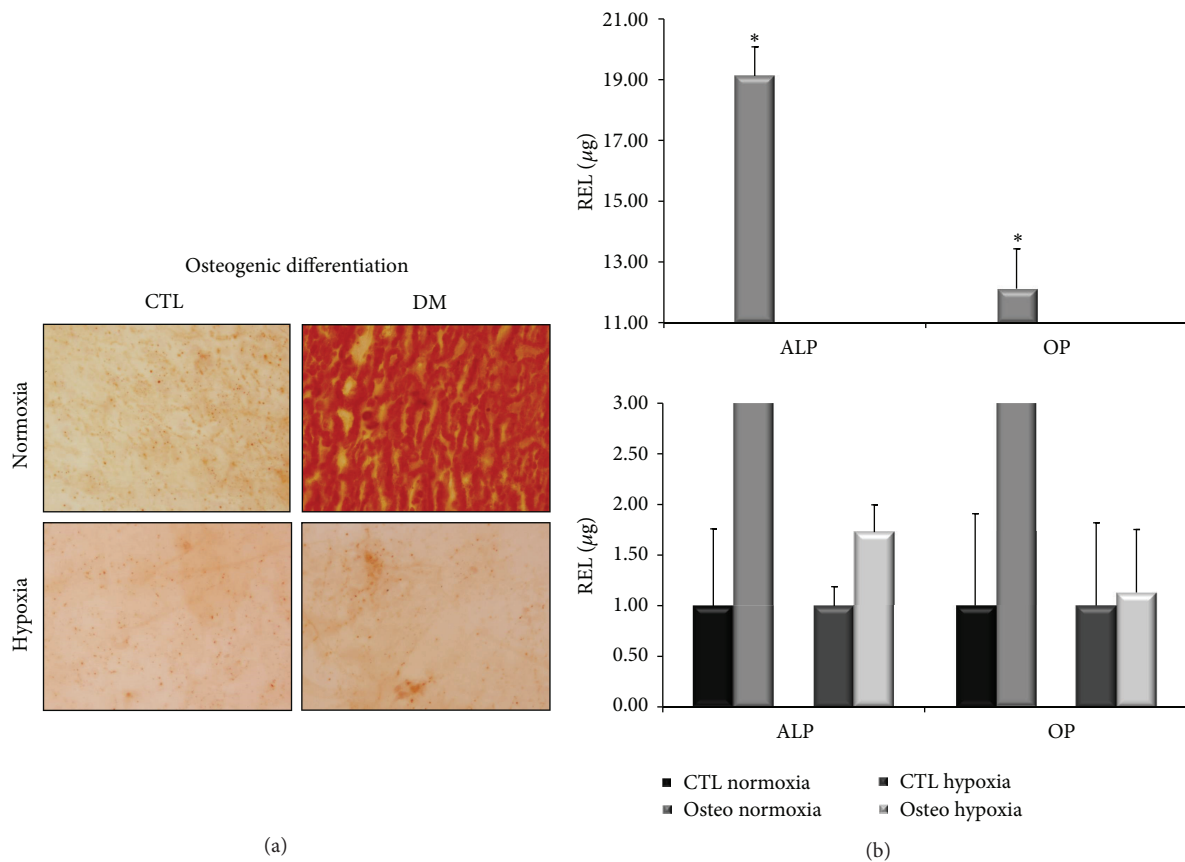 Osteogenic differentiation
CTL
DM
Normoxia
Hypoxia
(a)
21.00
19.00
17.00
15.00
13.00
11.00
REL (µg)
*
*
ALP
OP
3.00
2.50
2.00
1.50
1.00
0.50
0.00
REL (µg)
ALP
OP
CTL normoxia
Osteo normoxia
CTL hypoxia
Osteo hypoxia
(b)